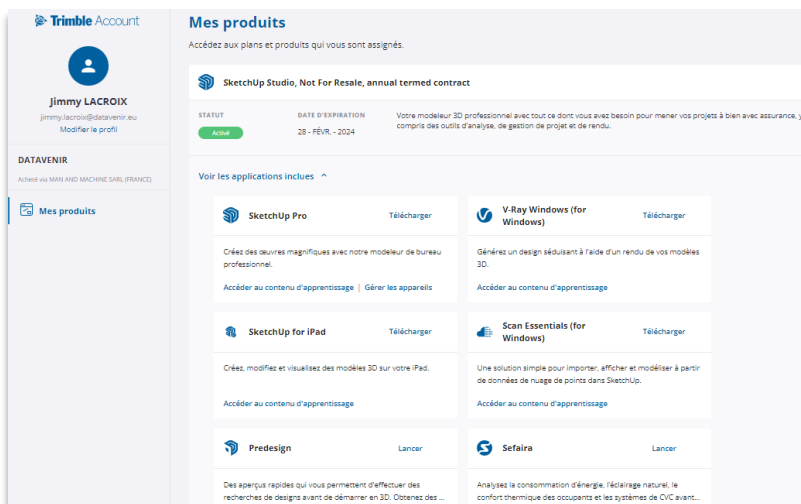 Trimble Account
Jimmy LACROIX
jimmy.lacroix@datavenir.eu
Modifier le profil
DATAVENIR
Acheté via MAN AND MACHINE SARL (FRANCE)
Mes produits
Mes produits
Accédez aux plans et produits qui vous sont assignés.
SketchUp Studio, Not For Resale, annual termed contract
STATUT
Activé
DATE D'EXPIRATION
28 - FÉVR. - 2024
Votre modeleur 3D professionnel avec tout ce dont vous avez besoin pour mener vos projets à bien avec assurance, y
compris des outils d'analyse, de gestion de projet et de rendu.
Voir les applications inclues
SketchUp Pro
Télécharger
Créez des œuvres magnifiques avec notre modeleur de bureau
professionnel.
Accéder au contenu d'apprentissage | Gérer les appareils
V-Ray Windows (for
Windows)
Télécharger
Générez un design séduisant à l'aide d'un rendu de vos modèles
3D.
Accéder au contenu d'apprentissage
SketchUp for iPad
Télécharger
Créez, modifiez et visualisez des modèles 3D sur votre iPad.
Accéder au contenu d'apprentissage
Scan Essentials (for
Windows)
Télécharger
Une solution simple pour importer, afficher et modéliser à partir
de données de nuage de points dans SketchUp.
Accéder au contenu d'apprentissage
Predesign
Lancer
Des aperçus rapides qui vous permettent d'effectuer des
recherches de designs avant de démarrer en 3D. Obtenez des ...
Sefaira
Lancer
Analysez la consommation d'énergie, l'éclairage naturel, le
confort thermique des occupants et les systèmes de CVC avant...